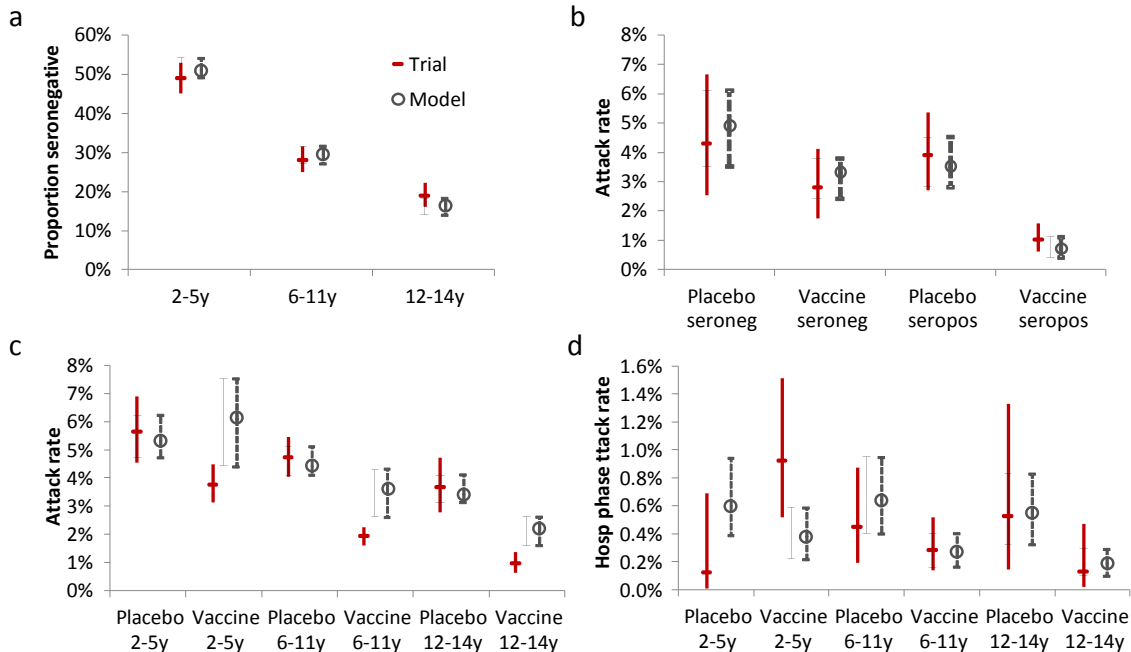 a
Proportion seronegative
60%
50%
40%
30%
20%
10%
0%
Trial
Model
2-5y 6-11y 12-14y
b
Attack rate
8%
7%
6%
5%
4%
3%
2%
1%
0%
Placebo Vaccine Placebo Vaccine
seroneg seroneg seropos seropos
c
Attack rate
8%
7%
6%
5%
4%
3%
2%
1%
0%
Placebo Vaccine Placebo Vaccine Placebo Vaccine
2-5y 2-5y 6-11y 6-11y 12-14y 12-14y
d
Hosp phase ttack rate
1.6%
1.4%
1.2%
1.0%
0.8%
0.6%
0.4%
0.2%
0.0%
Placebo Vaccine Placebo Vaccine Placebo Vaccine
2-5y 2-5y 6-11y 6-11y 12-14y 12-14y